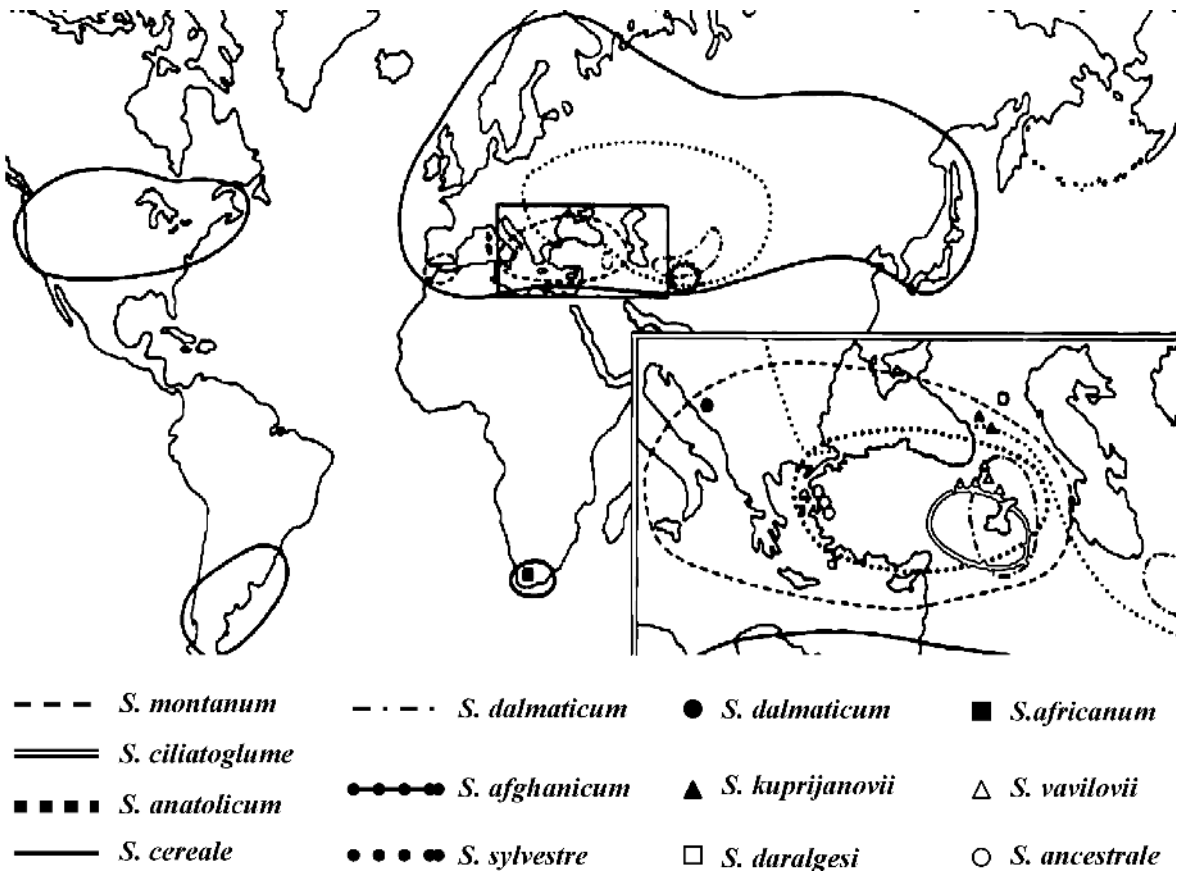 S. montanum
S. ciliatoglume
S. anatolicum
S. cereale
S. dalmaticum
S. afghanicum
S. sylvestre
S. dalmaticum
S. kuprijanovii
S. daralgesi
S.africanum
S. vavilovii
S. ancestrale